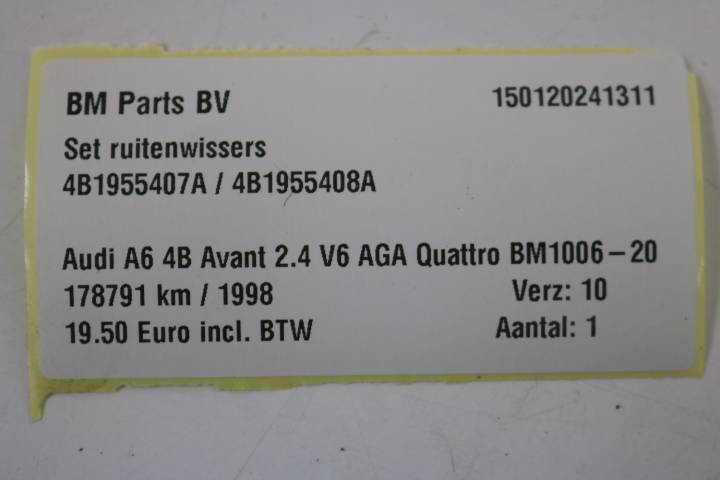 BM Parts BV 150120241311
Set ruitenwissers
4B1955407A / 4B1955408A
Audi A6 4B Avant 2.4 V6 AGA Quattro BM1006-20
178791 km / 1998 Verz: 10
19.50 Euro incl. BTW Aantal: 1